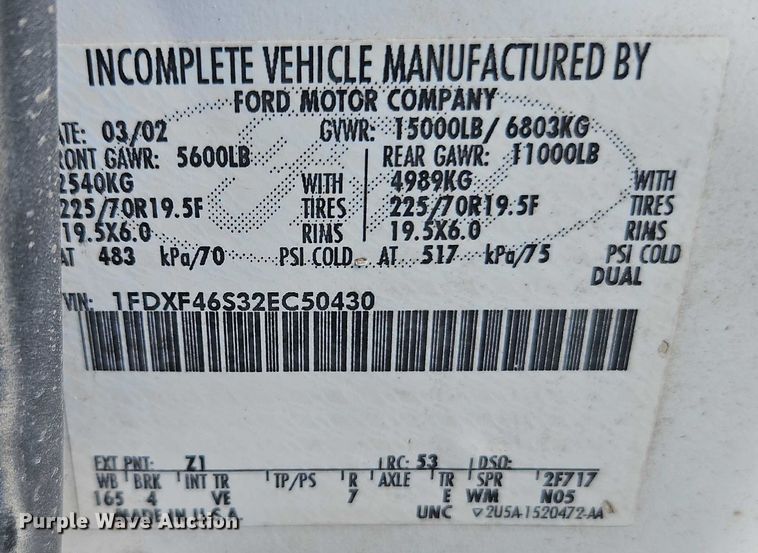 INCOMPLETE VEHICLE MANUFACTURED BY
FORD MOTOR COMPANY
ATE: 03/02 GVWR: 15000LB/ 6803KG
RONT GAWR: 5600LB REAR GAWR: 11000LB
2540KG WITH 4989KG WITH
225/70R19.5F TIRES 225/70R19.5F TIRES
19.5X6.0 RIMS 19.5X6.0 RIMS
AT 483 kPa/70 PSI COLD AT 517 kPa/75 PSI COLD
DUAL
VIN: 1FDXF46S32EC50430
EXT PNT: Z1 RC: 53 DSO:
WB BRK INT TR TP/PS R AXLE TR SPR 2F717
165 4 VE 7 E WM N05
MADE IN U.S.A UNC 2U5A-1520472-AA
Purple Wave Auction